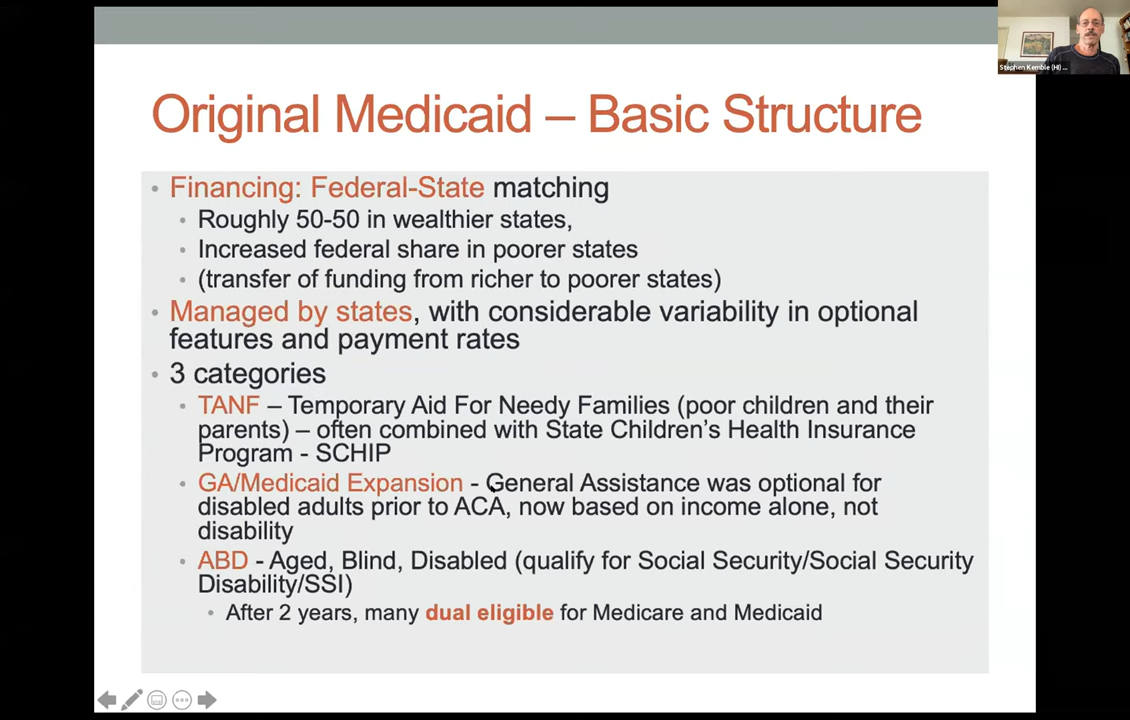 Stephen Kemble (HI) ...
Original Medicaid – Basic Structure
• Financing: Federal-State matching
• Roughly 50-50 in wealthier states,
• Increased federal share in poorer states
• (transfer of funding from richer to poorer states)
• Managed by states, with considerable variability in optional
features and payment rates
• 3 categories
• TANF – Temporary Aid For Needy Families (poor children and their
parents) – often combined with State Children's Health Insurance
Program - SCHIP
• GA/Medicaid Expansion - General Assistance was optional for
disabled adults prior to ACA, now based on income alone, not
disability
• ABD - Aged, Blind, Disabled (qualify for Social Security/Social Security
Disability/SSI)
• After 2 years, many dual eligible for Medicare and Medicaid